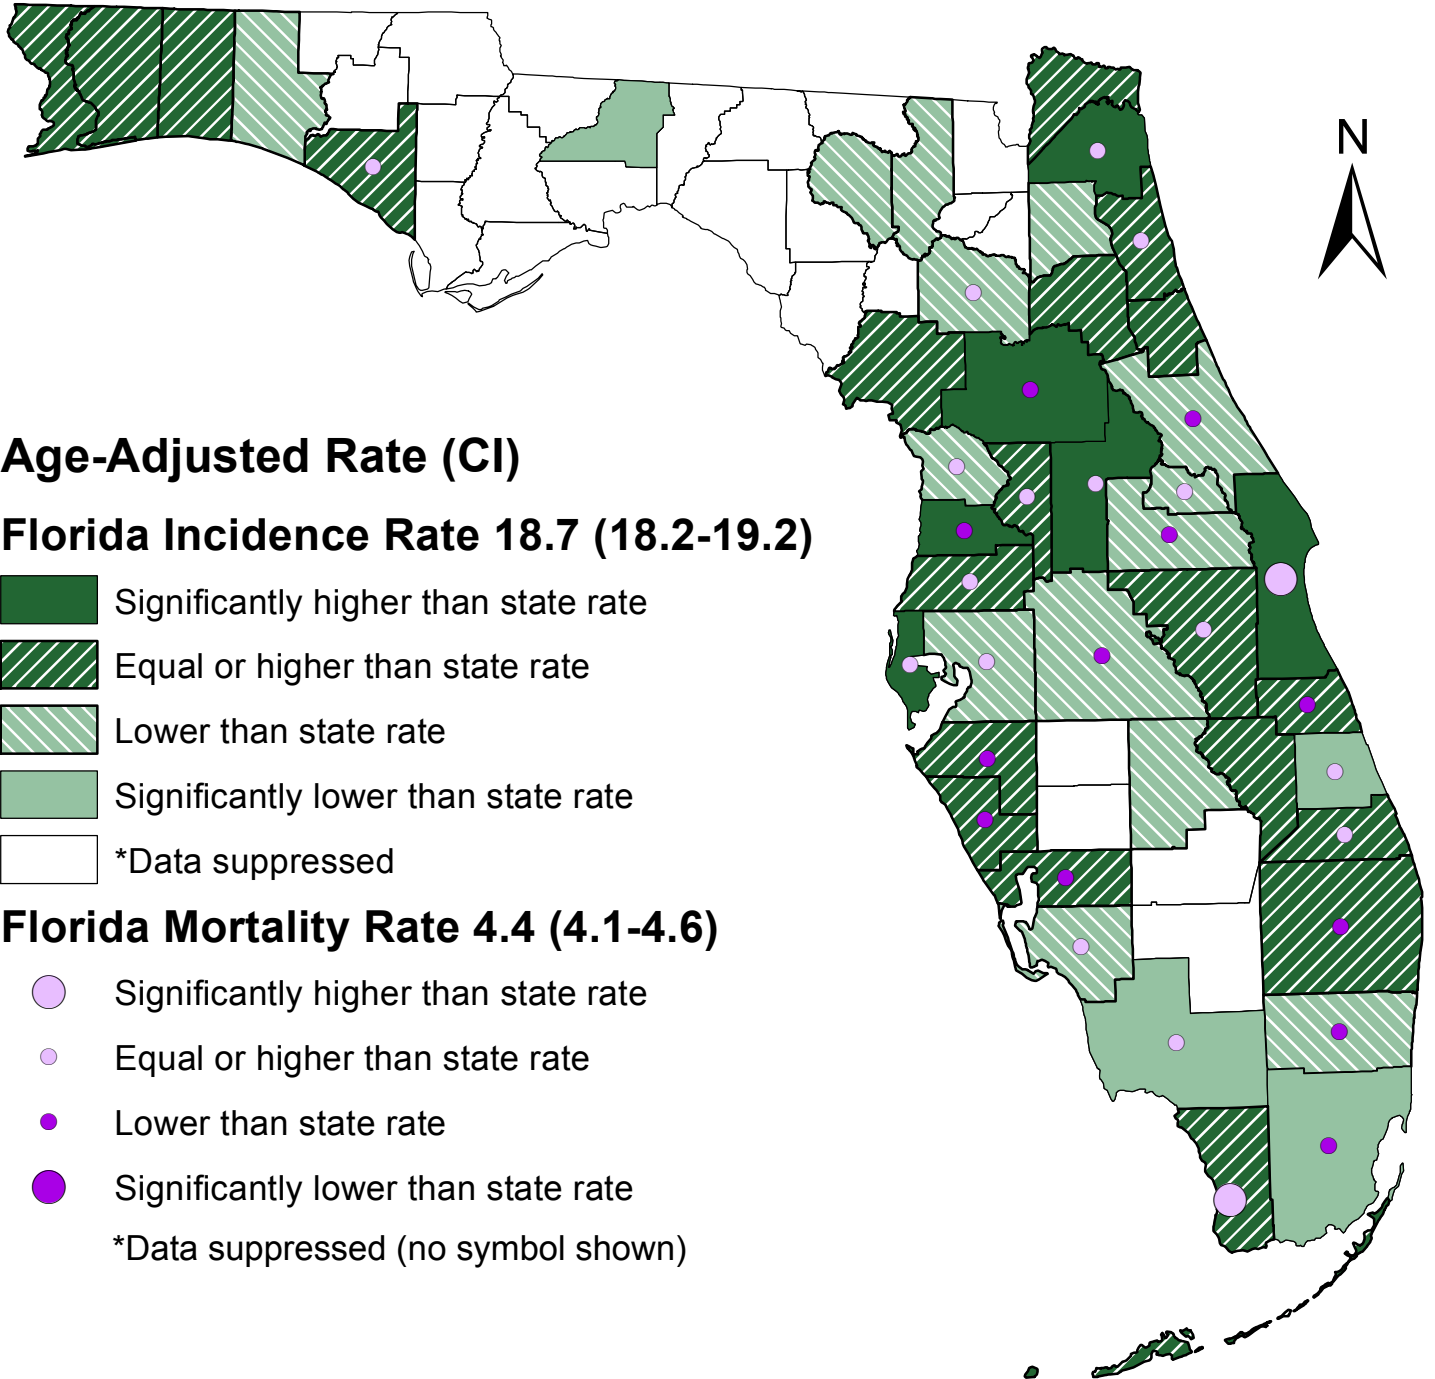 N
Age-Adjusted Rate (CI)
Florida Incidence Rate 18.7 (18.2-19.2)
Significantly higher than state rate
Equal or higher than state rate
Lower than state rate
Significantly lower than state rate
*Data suppressed
Florida Mortality Rate 4.4 (4.1-4.6)
Significantly higher than state rate
Equal or higher than state rate
Lower than state rate
Significantly lower than state rate
*Data suppressed (no symbol shown)